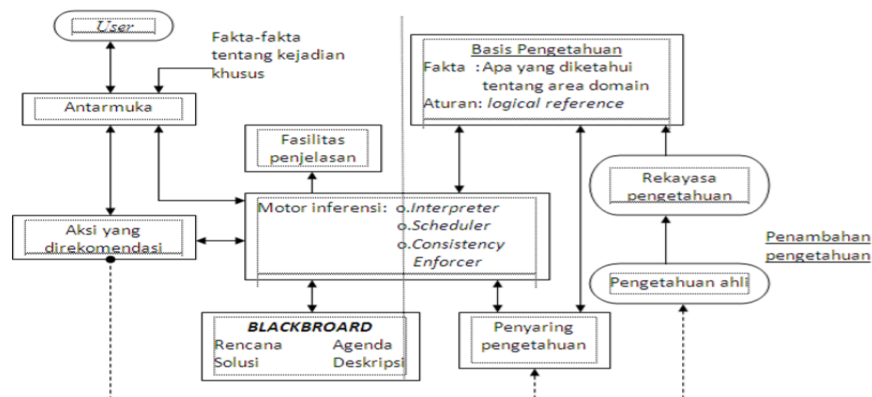 User
Fakta-fakta
tentang kejadian
khusus
Basis Pengetahuan
Fakta : Apa yang diketahui
tentang area domain
Aturan: logical reference
Antarmuka
Fasilitas
penjelasan
Rekayasa
pengetahuan
Motor inferensi: o.Interpreter
o.Scheduler
o.Consistency
Enforcer
Aksi yang
direkomendasi
Penambahan
pengetahuan
Pengetahuan ahli
BLACKBROARD
Rencana Agenda
Solusi Deskripsi
Penyaring
pengetahuan